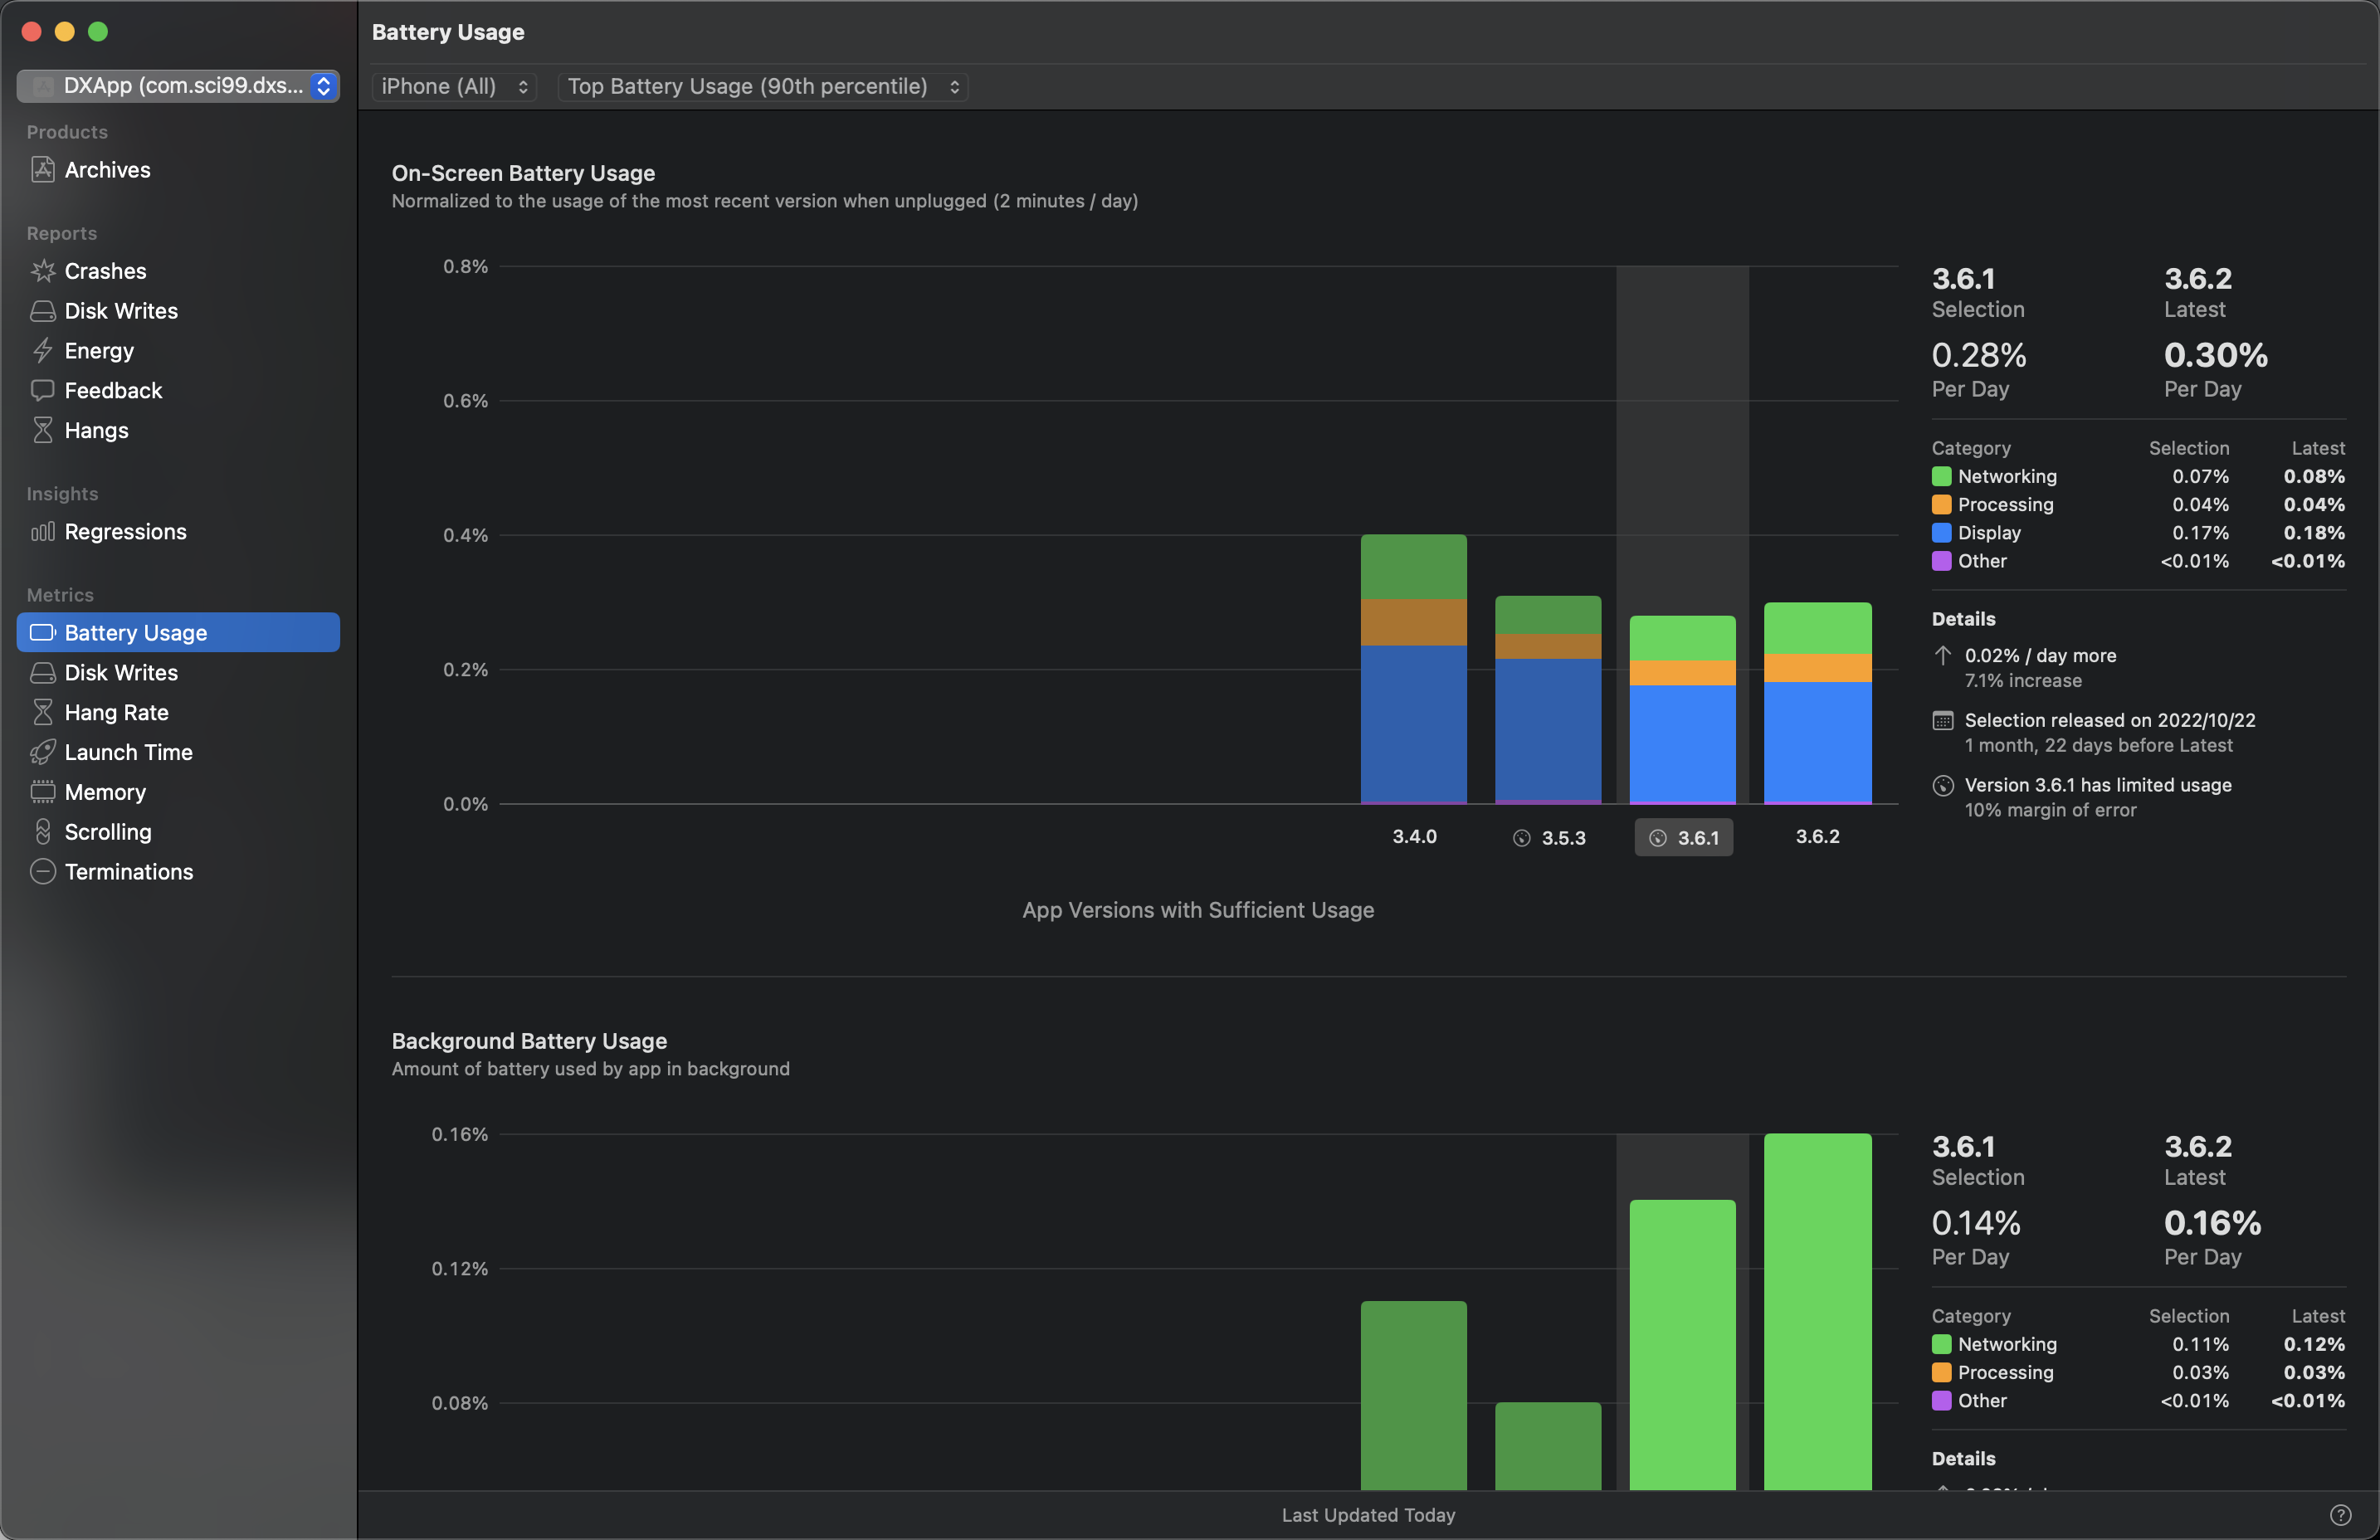 Battery Usage
DXApp (com.sci99.dxs...
iPhone (All)
Top Battery Usage (90th percentile)
Products
Archives
Reports
Crashes
Disk Writes
Energy
Feedback
Hangs
Insights
Regressions
Metrics
Battery Usage
Disk Writes
Hang Rate
Launch Time
Memory
Scrolling
Terminations
On-Screen Battery Usage
Normalized to the usage of the most recent version when unplugged (2 minutes / day)
0.8%
0.6%
0.4%
0.2%
0.0%
3.4.0
3.5.3
3.6.1
3.6.2
App Versions with Sufficient Usage
3.6.1 3.6.2
Selection Latest
0.28% 0.30%
Per Day Per Day
Category Selection Latest
Networking 0.07% 0.08%
Processing 0.04% 0.04%
Display 0.17% 0.18%
Other <0.01% <0.01%
Details
0.02% / day more
7.1% increase
Selection released on 2022/10/22
1 month, 22 days before Latest
Version 3.6.1 has limited usage
10% margin of error
Background Battery Usage
Amount of battery used by app in background
0.16%
0.12%
0.08%
3.6.1 3.6.2
Selection Latest
0.14% 0.16%
Per Day Per Day
Category Selection Latest
Networking 0.11% 0.12%
Processing 0.03% 0.03%
Other <0.01% <0.01%
Details
Last Updated Today
?